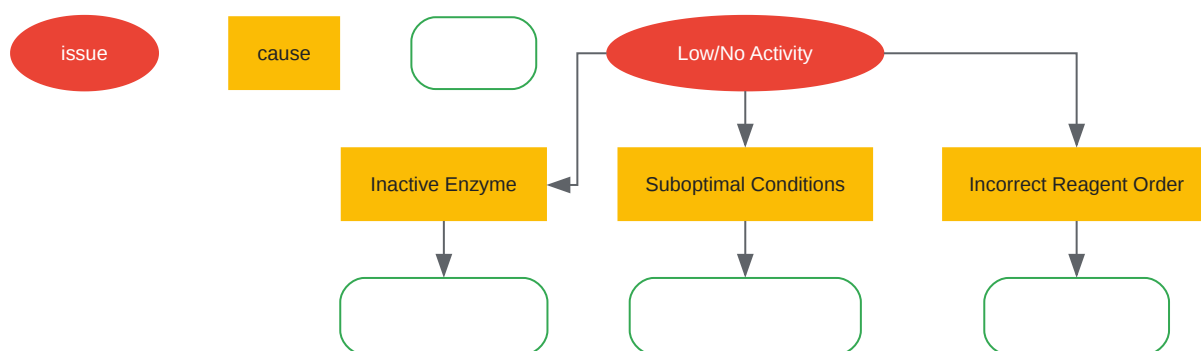 issue
cause
Low/No Activity
Inactive Enzyme
Suboptimal Conditions
Incorrect Reagent Order